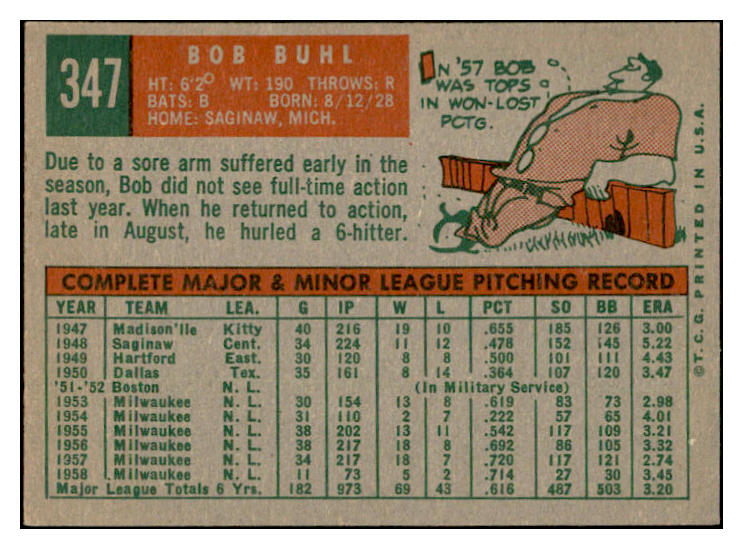 347
BOB BUHL
HT: 6'2" WT: 190 THROWS: R
BATS: B BORN: 8/12/28
HOME: SAGINAW, MICH.
IN '57 BOB
WAS TOPS
IN WON-LOST
PCTG.
Due to a sore arm suffered early in the
season, Bob did not see full-time action
last year. When he returned to action,
late in August, he hurled a 6-hitter.
COMPLETE MAJOR & MINOR LEAGUE PITCHING RECORD
YEAR TEAM LEA. G IP W L PCT SO BB ERA
1947 Madison'lle Kitty 40 216 19 10 .655 185 126 3.00
1948 Saginaw Cent. 34 224 11 12 .478 152 145 5.22
1949 Hartford East. 30 120 8 8 .500 101 111 4.43
1950 Dallas Tex. 35 161 8 14 .364 107 120 3.47
'51-'52 Boston N. L. (In Military Service)
1953 Milwaukee N. L. 30 154 13 8 .619 83 73 2.98
1954 Milwaukee N. L. 31 110 2 7 .222 57 65 4.01
1955 Milwaukee N. L. 38 202 13 11 .542 117 109 3.21
1956 Milwaukee N. L. 38 217 18 8 .692 86 105 3.32
1957 Milwaukee N. L. 34 217 18 7 .720 117 121 2.74
1958 Milwaukee N. L. 11 73 5 2 .714 27 30 3.45
Major League Totals 6 Yrs. 182 973 69 43 .616 487 503 3.20
© T. C. G. PRINTED IN U.S.A.